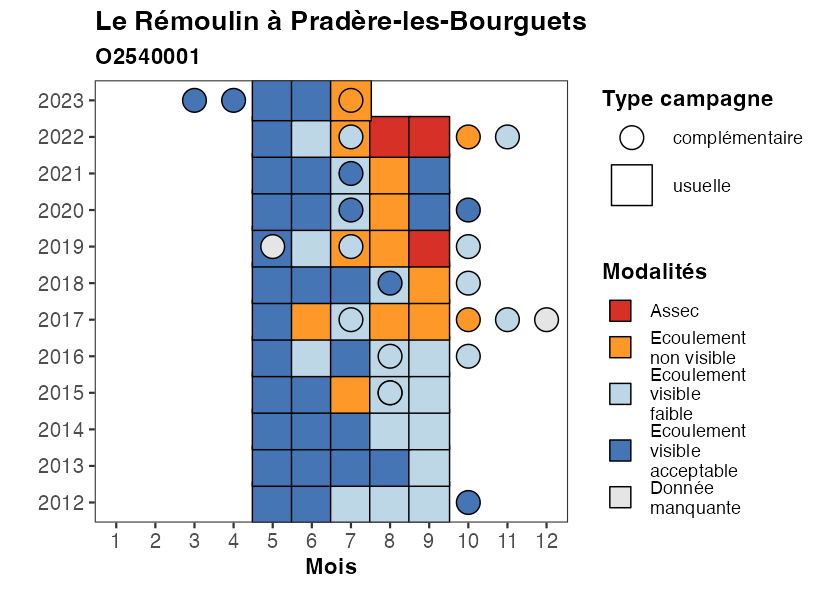 Le Rémoulin à Pradère-les-Bourguets
O2540001
2023
2022
2021
2020
2019
2018
2017
2016
2015
2014
2013
2012
1 2 3 4 5 6 7 8 9 10 11 12
Mois
Type campagne
complémentaire
usuelle
Modalités
Assec
Ecoulement
non visible
Ecoulement
visible
faible
Ecoulement
visible
acceptable
Donnée
manquante